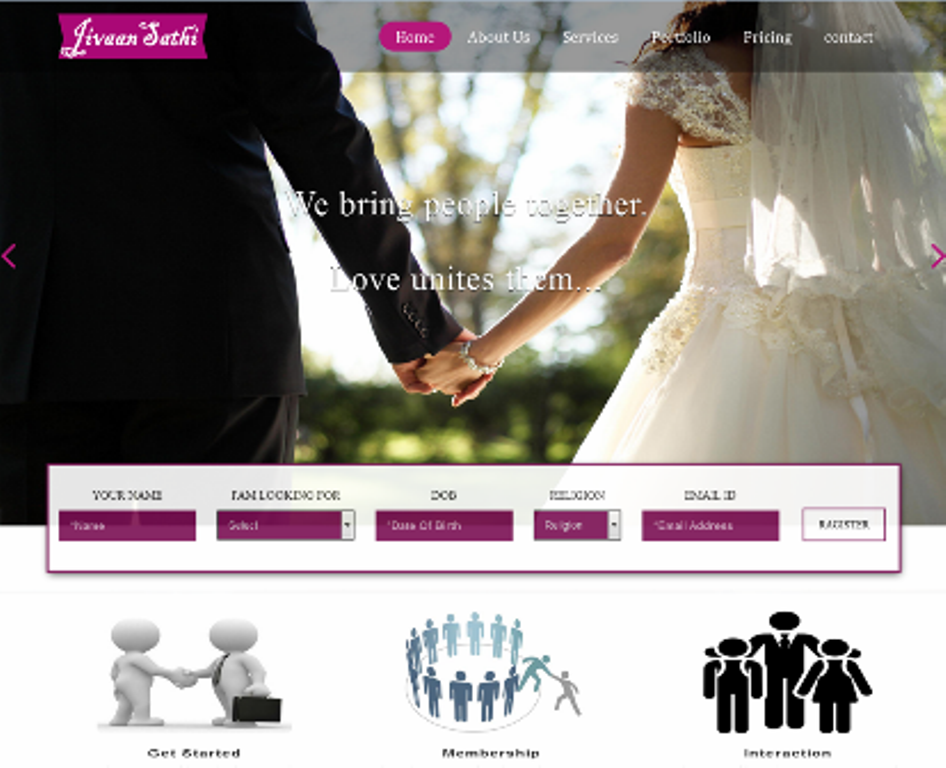 Jivaan Sathi
Home About Us Services Portfolio Pricing contact
We bring people together.
Love unites them...
YOUR NAME I'AM LOOKING FOR DOB RELIGION EMAIL ID
*Name Select *Date Of Birth Religion *Email Address RAGISTER
Get Started Membership Interaction